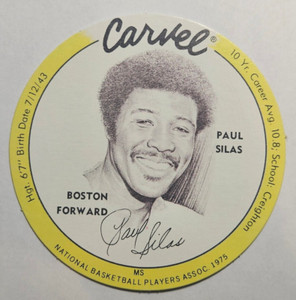 Carvel®
Hgt. 6'7" Birth Date 7/12/43
10 Yr. Career Avg. 10.8; School: Creighton
PAUL
SILAS
BOSTON
FORWARD
Paul Silas
MS
NATIONAL BASKETBALL PLAYERS ASSOC. 1975